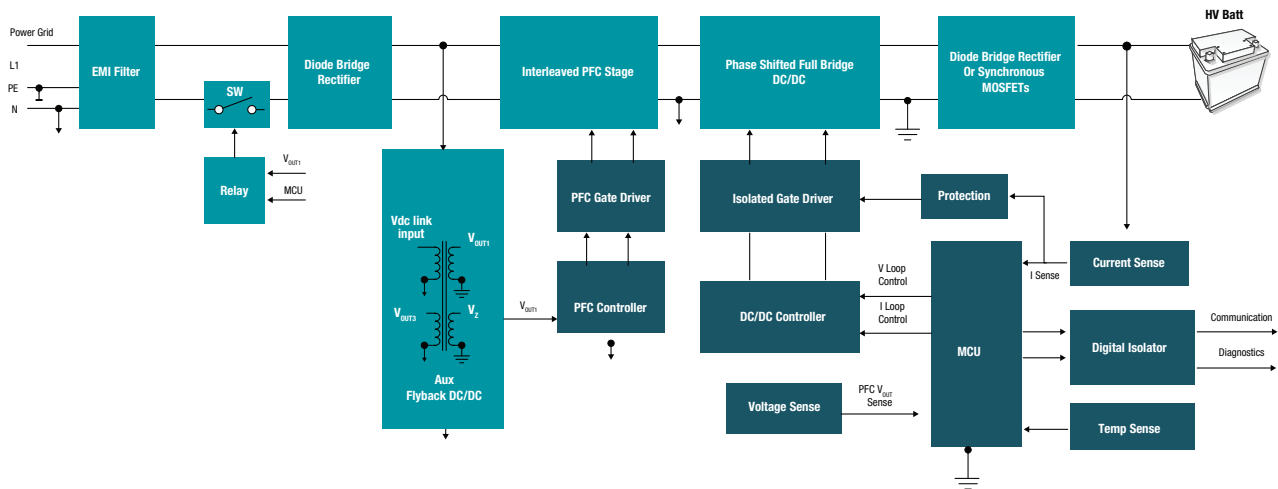 HV Batt
Power Grid
L1
PE
N
EMI Filter
SW
Diode Bridge
Rectifier
Interleaved PFC Stage
Phase Shifted Full Bridge
DC/DC
Diode Bridge Rectifier
Or Synchronous
MOSFETs
Relay
VOUT1
MCU
Vdc link
input
VOUT1
VOUT3
VZ
Aux
Flyback DC/DC
VOUT1
PFC Gate Driver
PFC Controller
Isolated Gate Driver
Protection
DC/DC Controller
V Loop
Control
I Loop
Control
Voltage Sense
PFC VOUT
Sense
MCU
I Sense
Current Sense
Digital Isolator
Communication
Diagnostics
Temp Sense